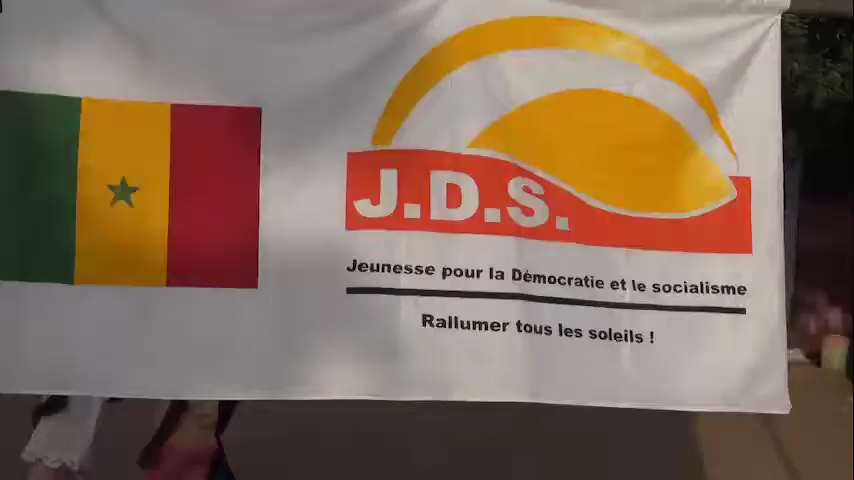 J.D.S.
Jeunesse pour la Démocratie et le socialisme
Rallumer tous les soleils !